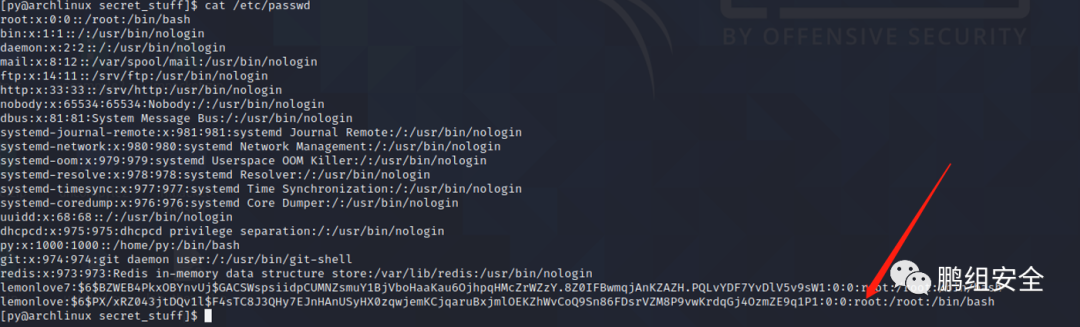 [py@archlinux secret_stuff]$ cat /etc/passwd
root:x:0:0::/root:/bin/bash
bin:x:1:1::/:/usr/bin/nologin
daemon:x:2:2::/:/usr/bin/nologin
mail:x:8:12::/var/spool/mail:/usr/bin/nologin
ftp:x:14:11::/srv/ftp:/usr/bin/nologin
http:x:33:33::/srv/http:/usr/bin/nologin
nobody:x:65534:65534:Nobody:/:/usr/bin/nologin
dbus:x:81:81:System Message Bus:/:/usr/bin/nologin
systemd-journal-remote:x:981:981:systemd Journal Remote:/:/usr/bin/nologin
systemd-network:x:980:980:systemd Network Management:/:/usr/bin/nologin
systemd-oom:x:979:979:systemd Userspace OOM Killer:/:/usr/bin/nologin
systemd-resolve:x:978:978:systemd Resolver:/:/usr/bin/nologin
systemd-timesync:x:977:977:systemd Time Synchronization:/:/usr/bin/nologin
systemd-coredump:x:976:976:systemd Core Dumper:/:/usr/bin/nologin
uuidd:x:68:68::/:/usr/bin/nologin
dhcpcd:x:975:975:dhcpcd privilege separation:/:/usr/bin/nologin
py:x:1000:1000::/home/py:/bin/bash
git:x:974:974:git daemon user:/:/usr/bin/git-shell
redis:x:973:973:Redis in-memory data structure store:/var/lib/redis:/usr/bin/nologin
lemonlove7:$6$BZWEB4PkxOBYnvUj$GACSWspsiidpCUMNZsmuY1BjVboHaaKau6OjhpqHMcZrWZzY.8Z0IFBwmqjAnKZAZH.PQLvYDF7YvDlV5v9sW1:0:0:root:/root:/bin/bash
lemonlove:$6$PX/xRZ043jtDQv1l$F4sTC8J3QHy7EJnHAnUSyHX0zqwjemKCjqaruBxjmlOEKZhWvCoQ9Sn86FDsrVZM8P9vwKrdqGj4OzmZE9q1P1:0:0:root:/root:/bin/bash
[py@archlinux secret_stuff]$
BY OFFENSIVE SECURITY
鹏组安全